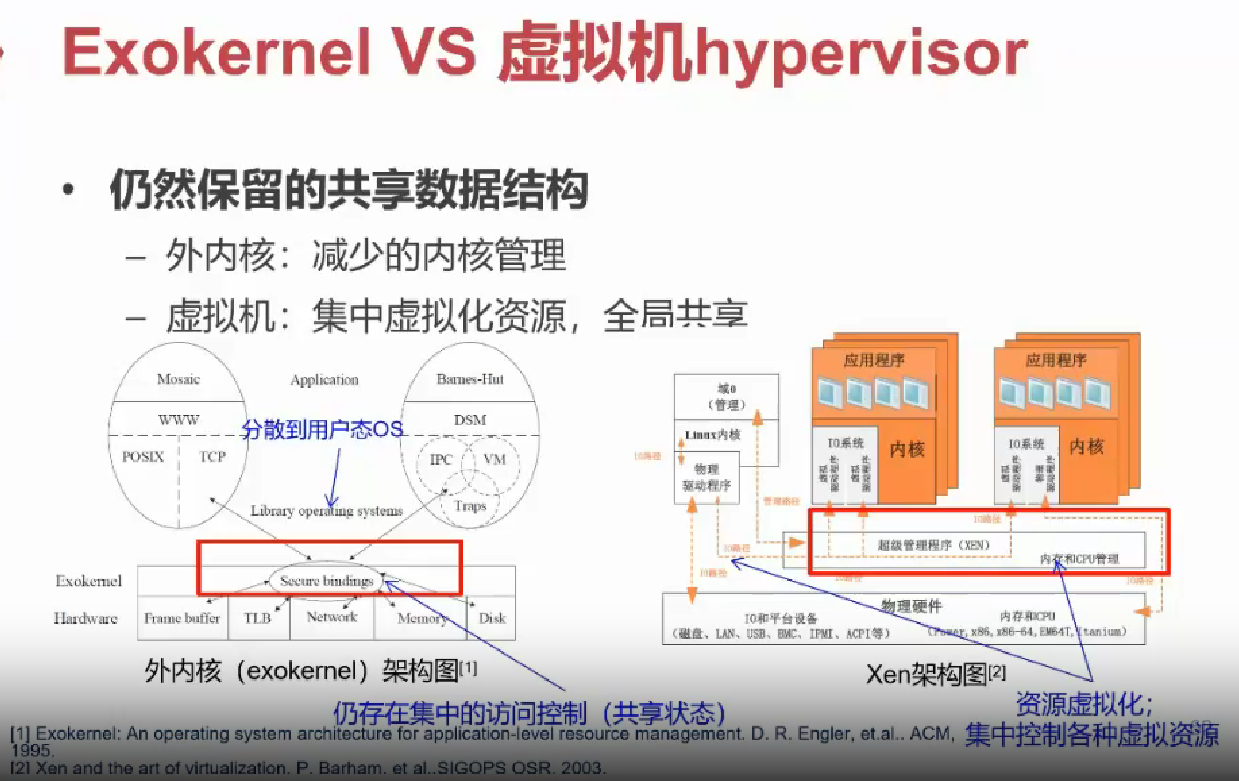 Exokernel VS 虚拟机hypervisor
• 仍然保留的共享数据结构
– 外内核：减少的内核管理
– 虚拟机：集中虚拟化资源，全局共享
Mosaic
Application
Barnes-Hut
WWW
分散到用户态OS
DSM
POSIX
TCP
IPC
VM
Library operating systems
Traps
Exokernel
Secure bindings
Hardware
Frame buffer
TLB
Network
Memory
Disk
外内核（exokernel）架构图[1]
仍存在集中的访问控制（共享状态）
域0
（管理）
Linux内核
IO路径
物理
驱动程序
管理路径
IO路径
IO路径
应用程序
IO系统
内核
应用程序
IO系统
内核
IO路径
超级管理程序（XEN）
内存和CPU管理
IO路径
IO路径
物理硬件
IO和平台设备
（磁盘、LAN、USB、BMC、IPMI、ACPI等）
内存和CPU
（Power,x86,x86-64,EM64T,Itanium）
Xen架构图[2]
资源虚拟化；
集中控制各种虚拟资源
[1] Exokernel: An operating system architecture for application-level resource management. D. R. Engler, et.al.. ACM,
1995.
[2] Xen and the art of virtualization. P. Barham. et al..SIGOPS OSR. 2003.